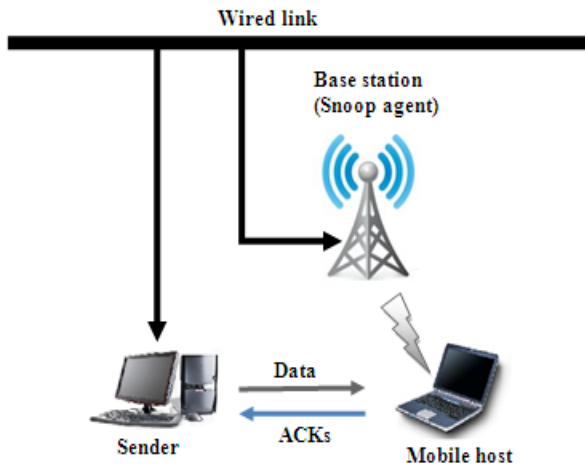 Wired link
Base station
(Snoop agent)
Data
ACKs
Sender
Mobile host